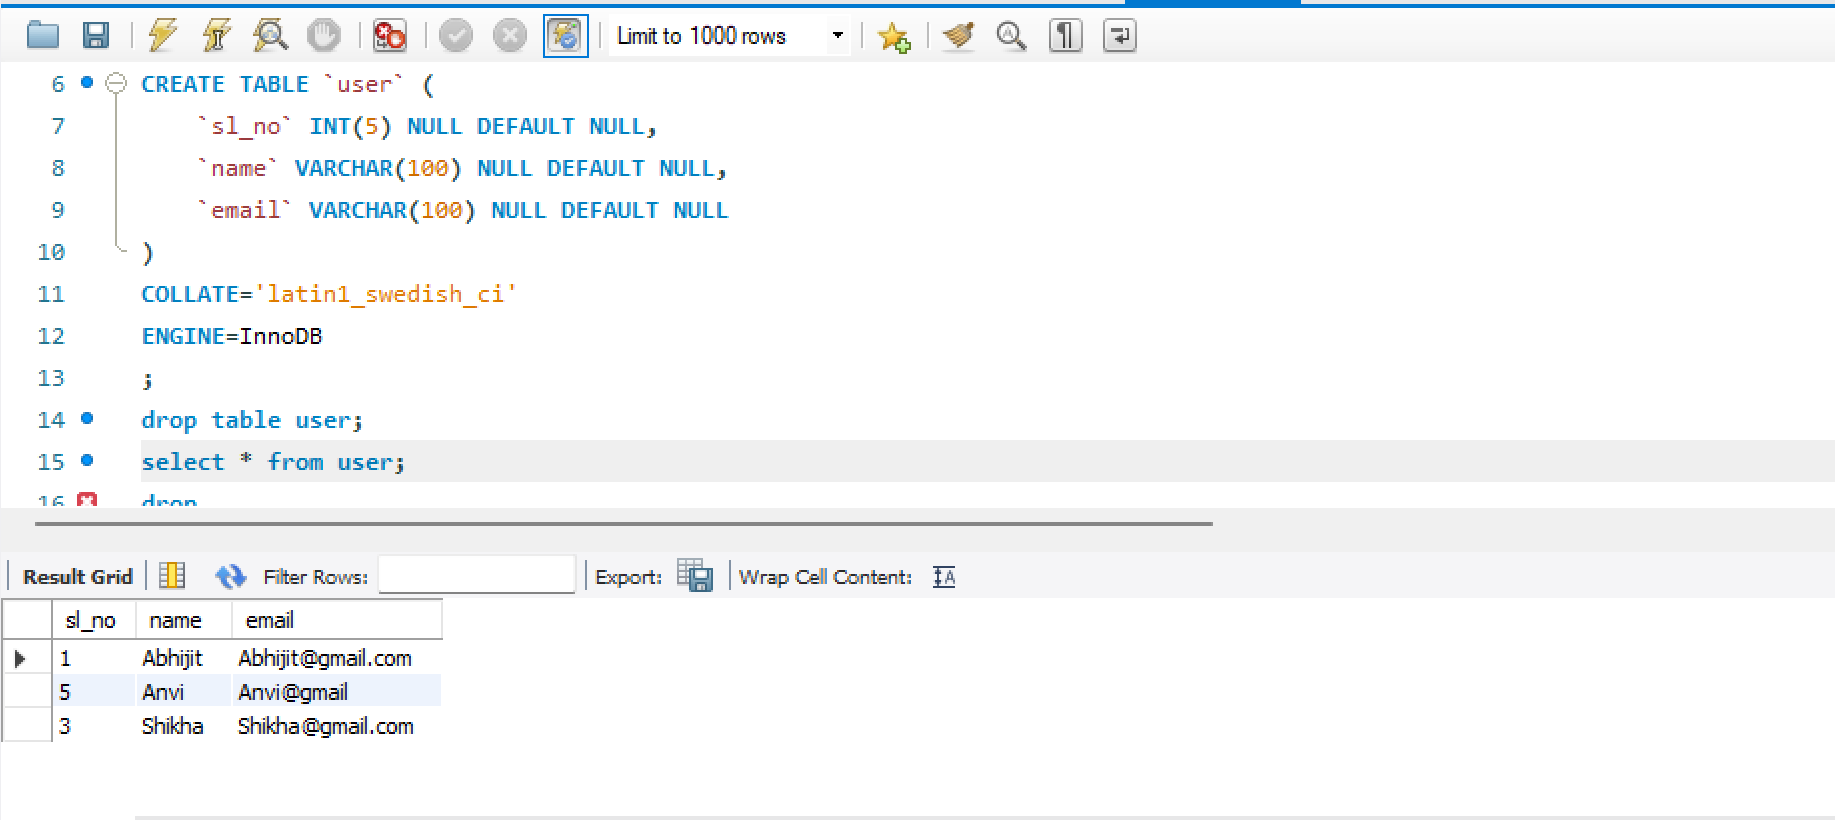 Limit to 1000 rows
6 CREATE TABLE `user` (
7 `sl_no` INT(5) NULL DEFAULT NULL,
8 `name` VARCHAR(100) NULL DEFAULT NULL,
9 `email` VARCHAR(100) NULL DEFAULT NULL
10 )
11 COLLATE='latin1_swedish_ci'
12 ENGINE=InnoDB
13 ;
14 drop table user;
15 select * from user;
16 drop
Result Grid Filter Rows: Export: Wrap Cell Content: A
sl_no name email
1 Abhijit Abhijit@gmail.com
5 Anvi Anvi@gmail
3 Shikha Shikha@gmail.com